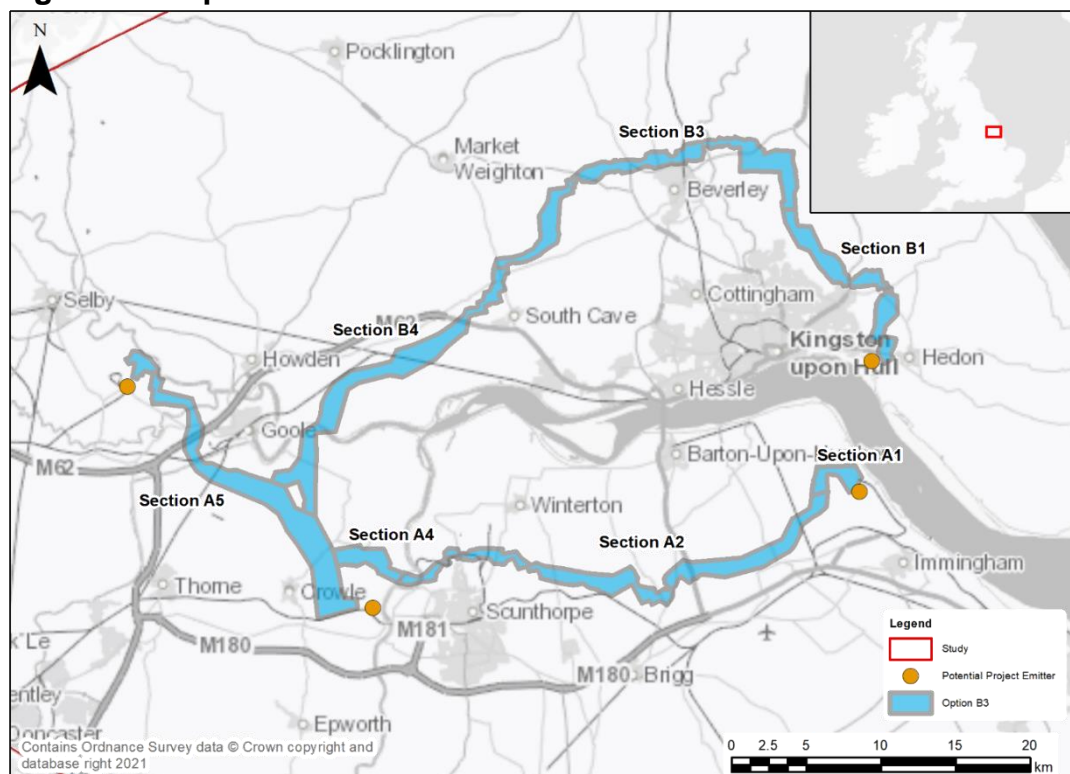 N
Pocklington
Market
Weighton
Section B3
Beverley
Section B1
Selby
Cottingham
South Cave
M62
Section B4
Kingston
upon Hull
Howden
Hedon
Hessle
Goole
M62
Barton-Upon-
Section A1
Section A5
Winterton
Section A4
Section A2
Immingham
Thorne
Crowle
Scunthorpe
M181
M180
M180
Brigg
Epworth
Legend
Study
Potential Project Emitter
Option B3
Contains Ordnance Survey data © Crown copyright and
database right 2021
0 2.5 5 10 15 20
km